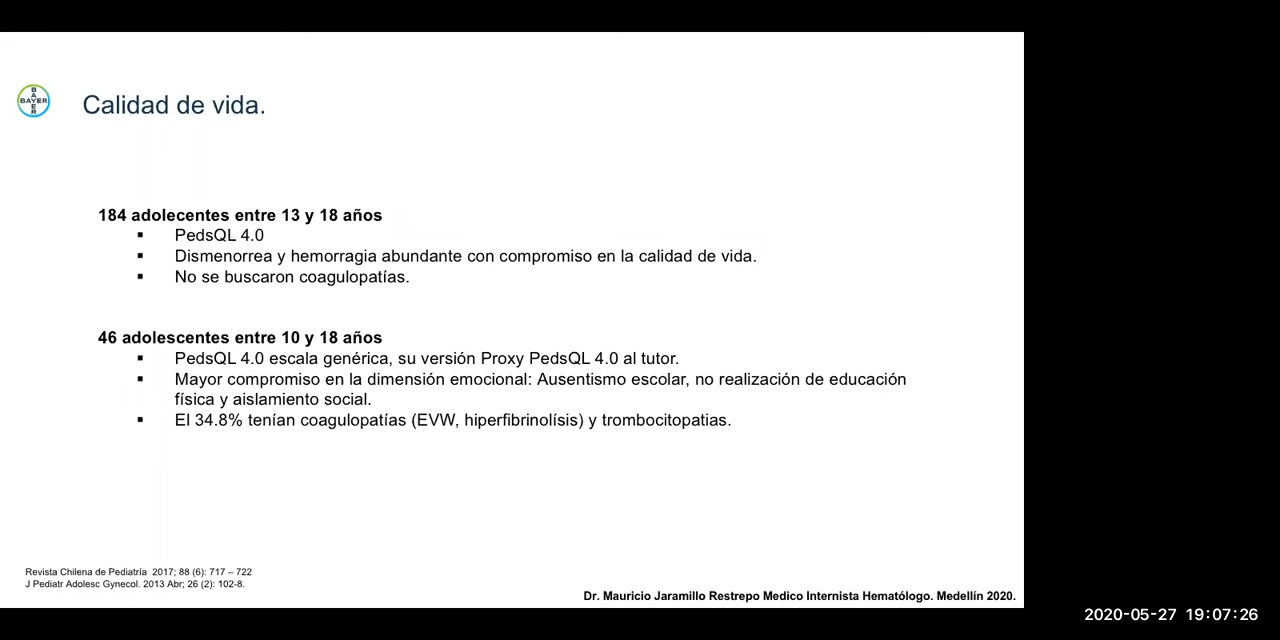 BAYER
BAYER
Calidad de vida.
184 adolecentes entre 13 y 18 años
▪ PedsQL 4.0
▪ Dismenorrea y hemorragia abundante con compromiso en la calidad de vida.
▪ No se buscaron coagulopatías.
46 adolescentes entre 10 y 18 años
▪ PedsQL 4.0 escala genérica, su versión Proxy PedsQL 4.0 al tutor.
▪ Mayor compromiso en la dimensión emocional: Ausentismo escolar, no realización de educación
física y aislamiento social.
▪ El 34.8% tenían coagulopatías (EVW, hiperfibrinolísis) y trombocitopatias.
Revista Chilena de Pediatría 2017; 88 (6): 717 – 722
J Pediatr Adolesc Gynecol. 2013 Abr; 26 (2): 102-8.
Dr. Mauricio Jaramillo Restrepo Medico Internista Hematólogo. Medellín 2020.
2020-05-27 19:07:26